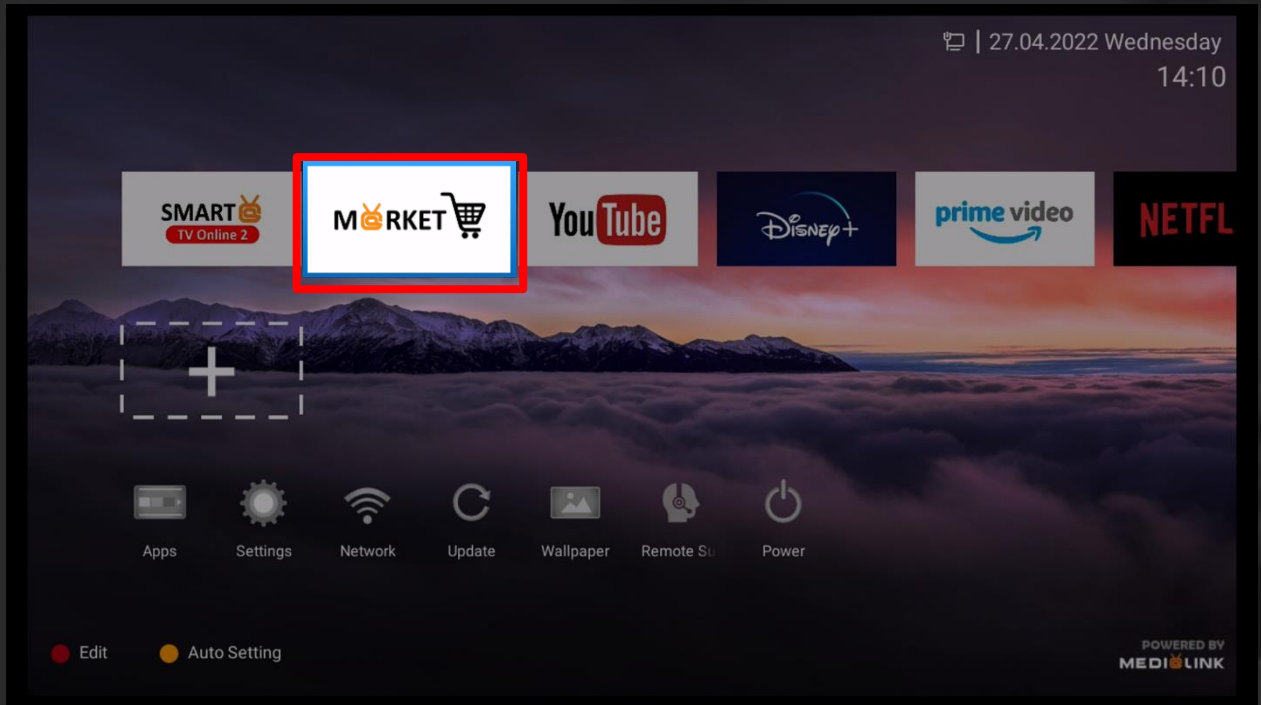 27.04.2022 Wednesday
14:10
SMART
TV Online 2
MARKET
YouTube
Disney+
prime video
NETFL
Apps
Settings
Network
Update
Wallpaper
Remote Su
Power
Edit
Auto Setting
POWERED BY
MEDIALINK